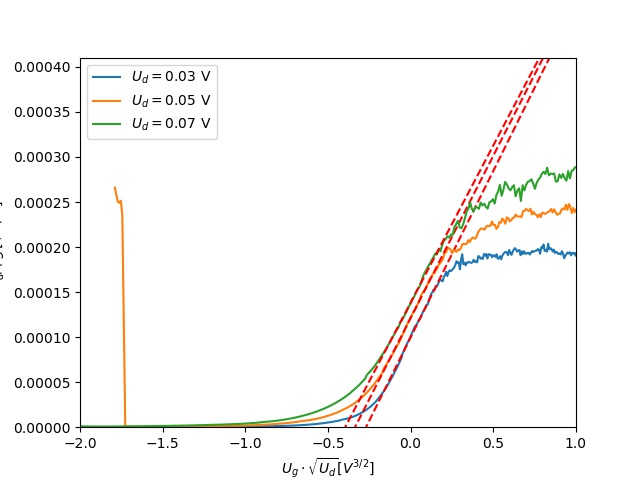 0.00040
U_d = 0.03 V
0.00035
U_d = 0.05 V
U_d = 0.07 V
0.00030
0.00025
0.00020
0.00015
0.00010
0.00005
0.00000
−2.0 −1.5 −1.0 −0.5 0.0 0.5 1.0
U_g · √U_d [V^{3/2}]